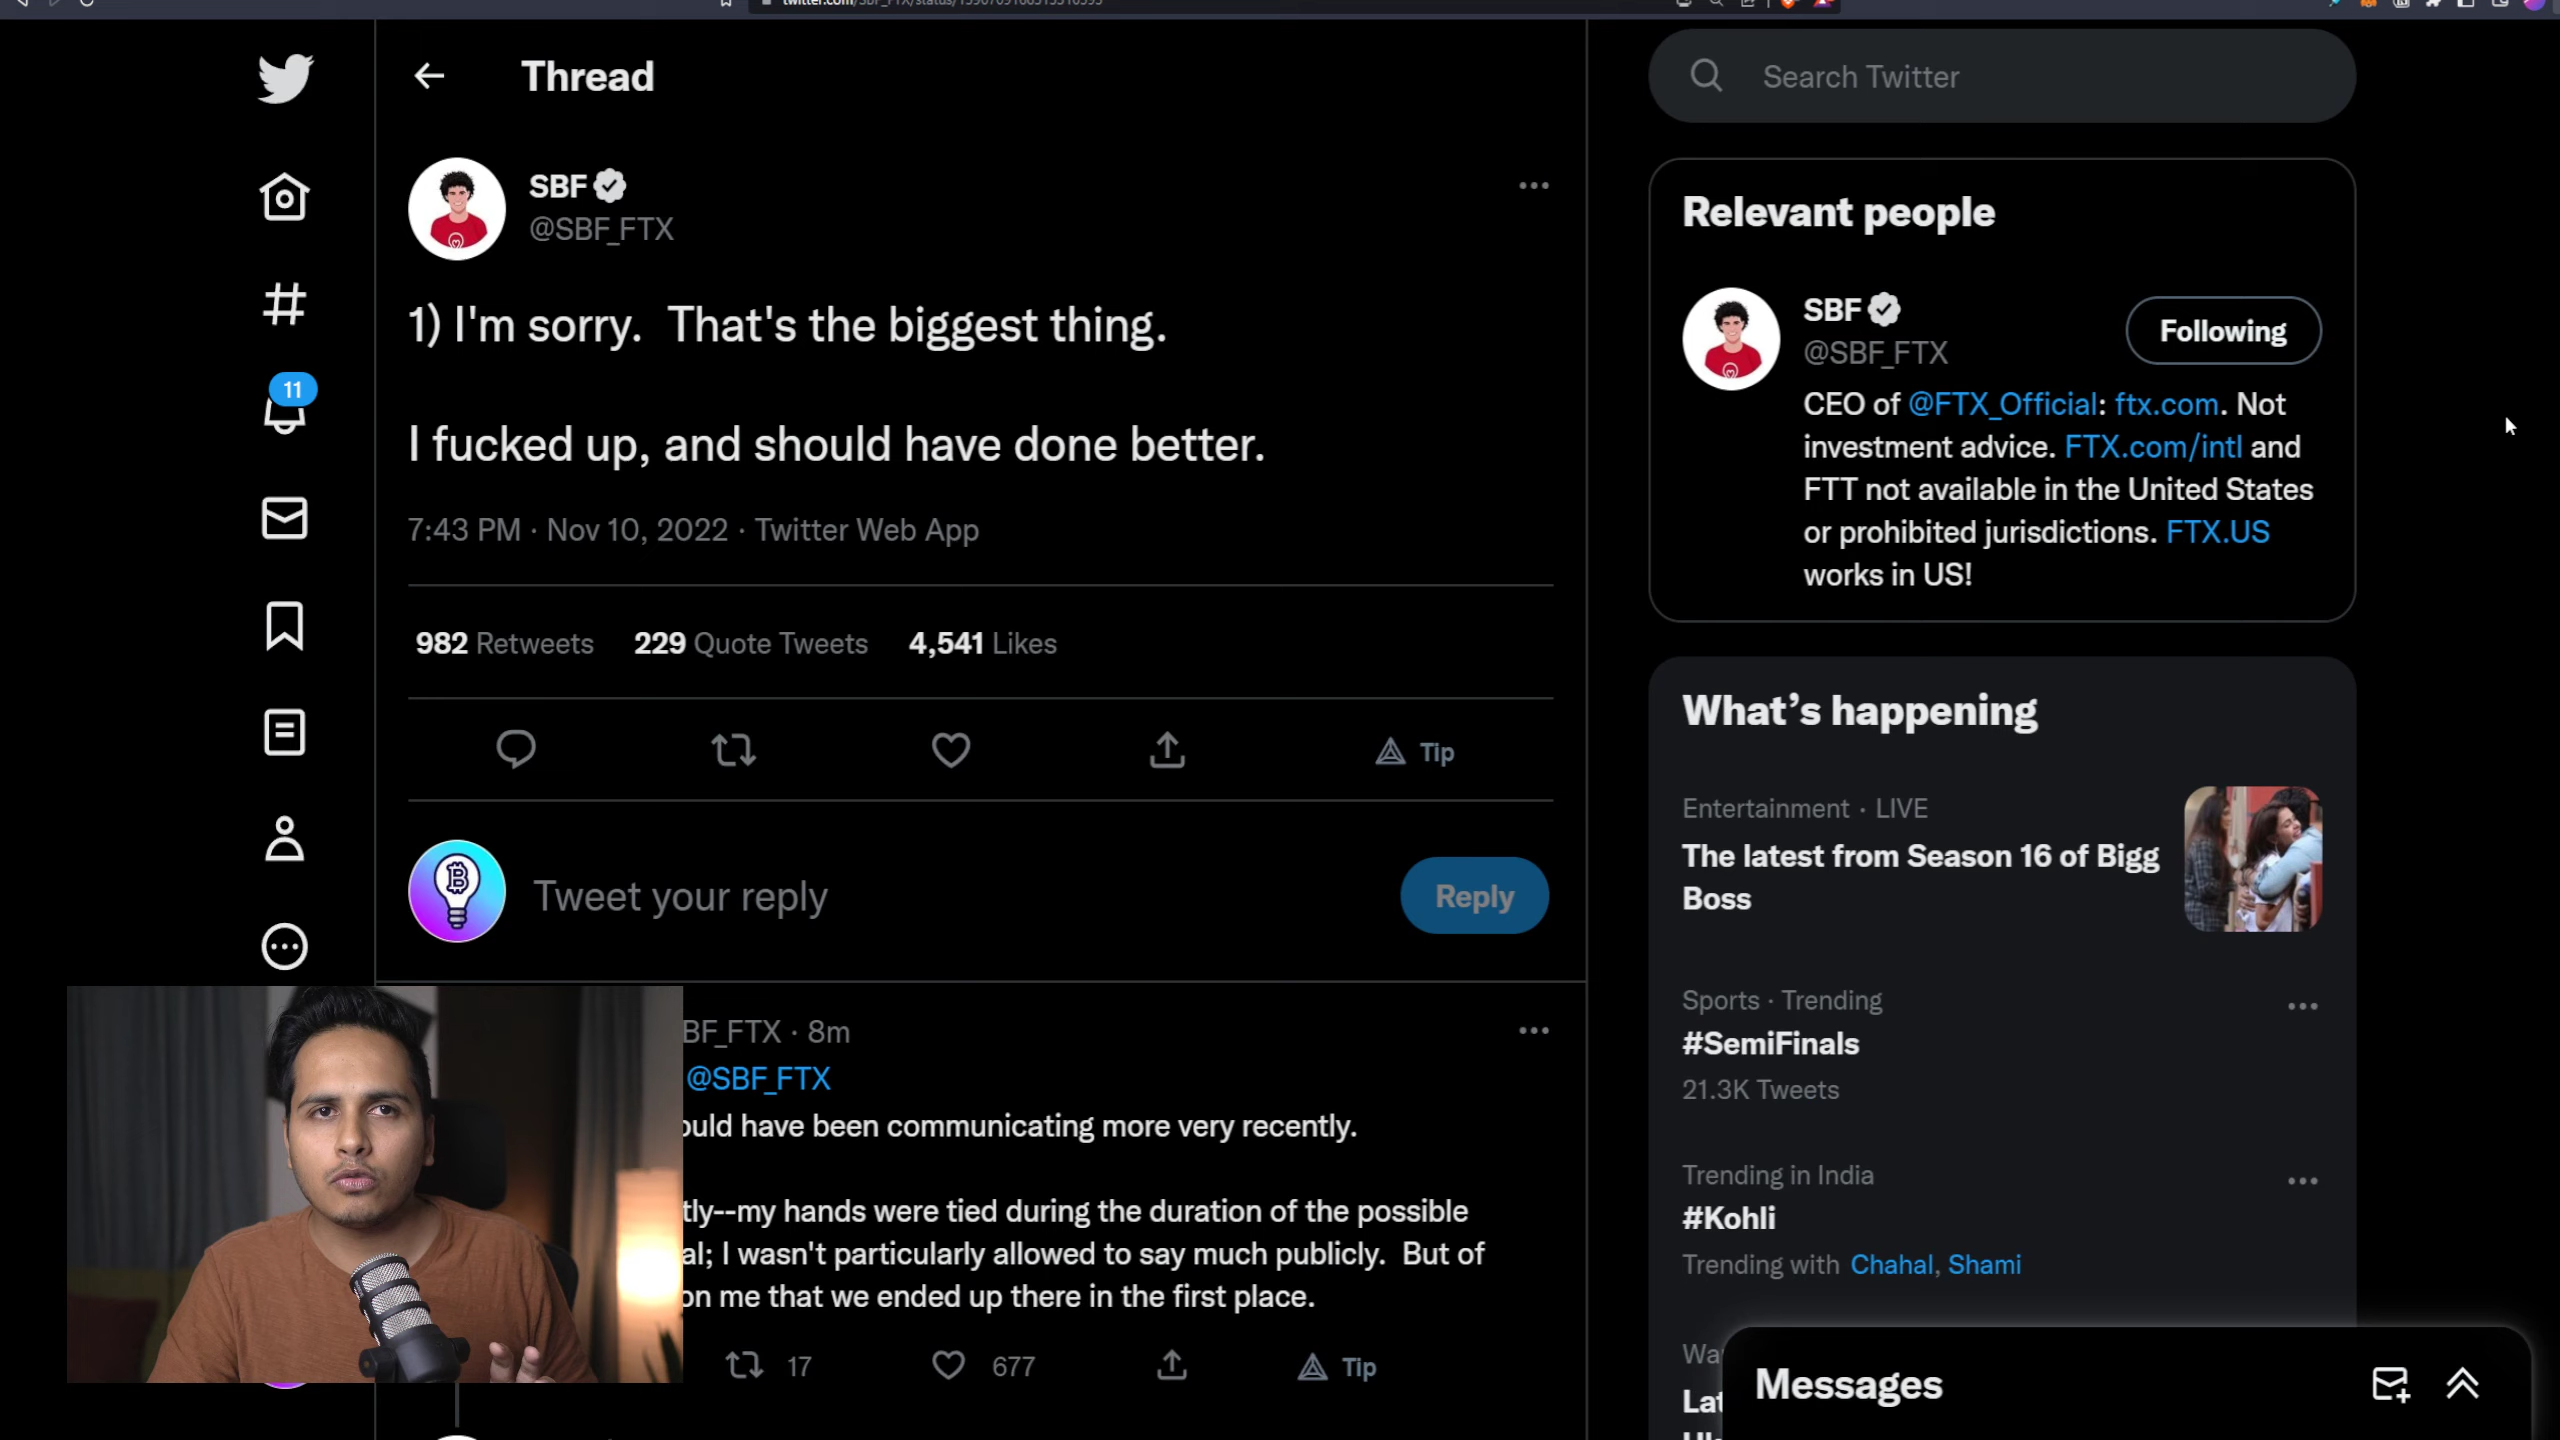 Thread
SBF
@SBF_FTX
1) I'm sorry.  That's the biggest thing.
I fucked up, and should have done better.
7:43 PM · Nov 10, 2022 · Twitter Web App
982 Retweets 229 Quote Tweets 4,541 Likes
Tip
Tweet your reply
Reply
BF_FTX · 8m
@SBF_FTX
ould have been communicating more very recently.
tly--my hands were tied during the duration of the possible
al; I wasn't particularly allowed to say much publicly.  But of
on me that we ended up there in the first place.
17 677 Tip
11
Search Twitter
Relevant people
SBF
@SBF_FTX
Following
CEO of @FTX_Official: ftx.com. Not
investment advice. FTX.com/intl and
FTT not available in the United States
or prohibited jurisdictions. FTX.US
works in US!
What's happening
Entertainment · LIVE
The latest from Season 16 of Bigg
Boss
Sports · Trending
#SemiFinals
21.3K Tweets
Trending in India
#Kohli
Trending with Chahal, Shami
Wa
Lat
Messages